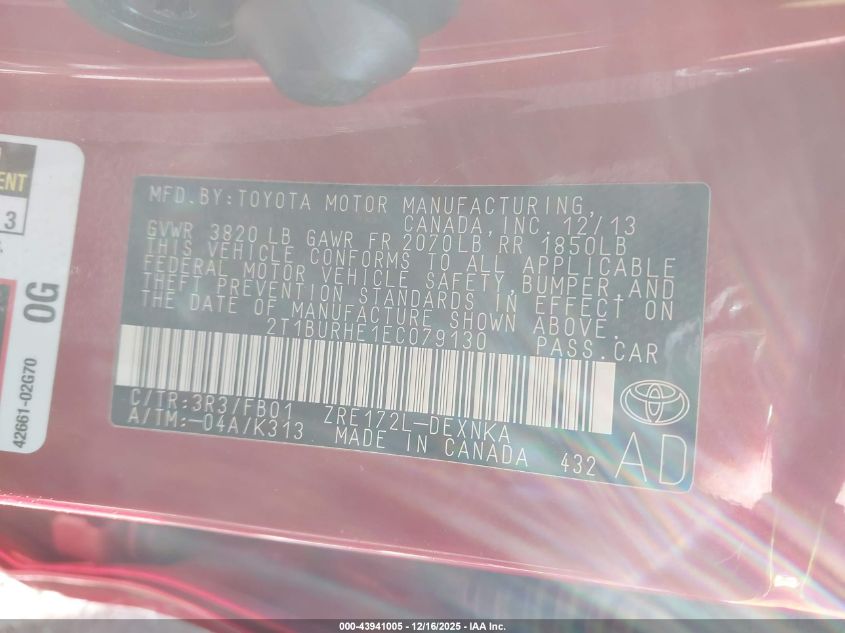 ENT
13
0G
42661-02G70
MFD. BY: TOYOTA MOTOR MANUFACTURING,
CANADA, INC. 12/13
GVWR 3820 LB GAWR FR 2070LB RR 1850LB
THIS VEHICLE CONFORMS TO ALL APPLICABLE
FEDERAL MOTOR VEHICLE SAFETY, BUMPER AND
THEFT PREVENTION STANDARDS IN EFFECT ON
THE DATE OF MANUFACTURE SHOWN ABOVE.
2T1BURHE1EC079130 PASS.CAR
C/TR:3R3/FB01 ZRE172L-DEXNKA
A/TM:-04A/K313 MADE IN CANADA 432 AD
000-43941005 - 12/16/2025 - IAA Inc.